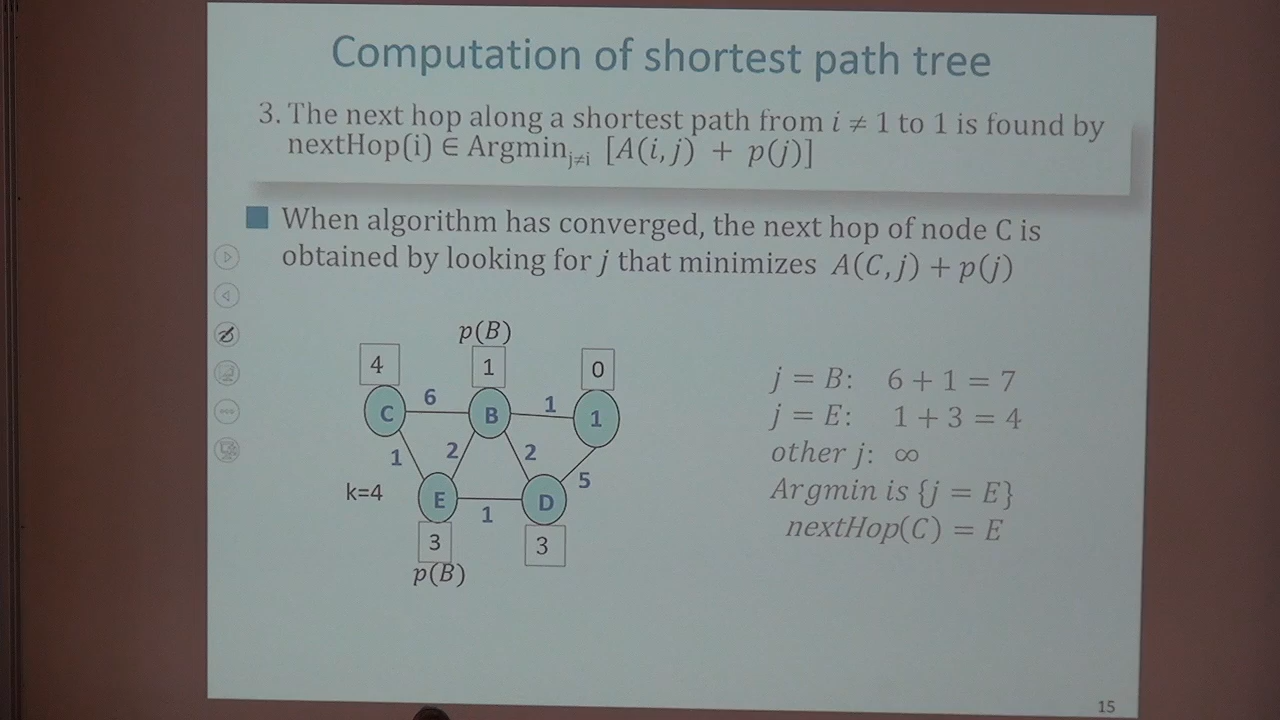 Computation of shortest path tree
3. The next hop along a shortest path from i ≠ 1 to 1 is found by
nextHop(i) ∈ Argmin_{j≠i} [A(i,j) + p(j)]
When algorithm has converged, the next hop of node C is
obtained by looking for j that minimizes A(C,j) + p(j)
p(B)
4
1
0
C
6
B
1
1
1
2
2
5
k=4
E
1
D
3
3
p(B)
j = B: 6 + 1 = 7
j = E: 1 + 3 = 4
other j: ∞
Argmin is {j = E}
nextHop(C) = E
15